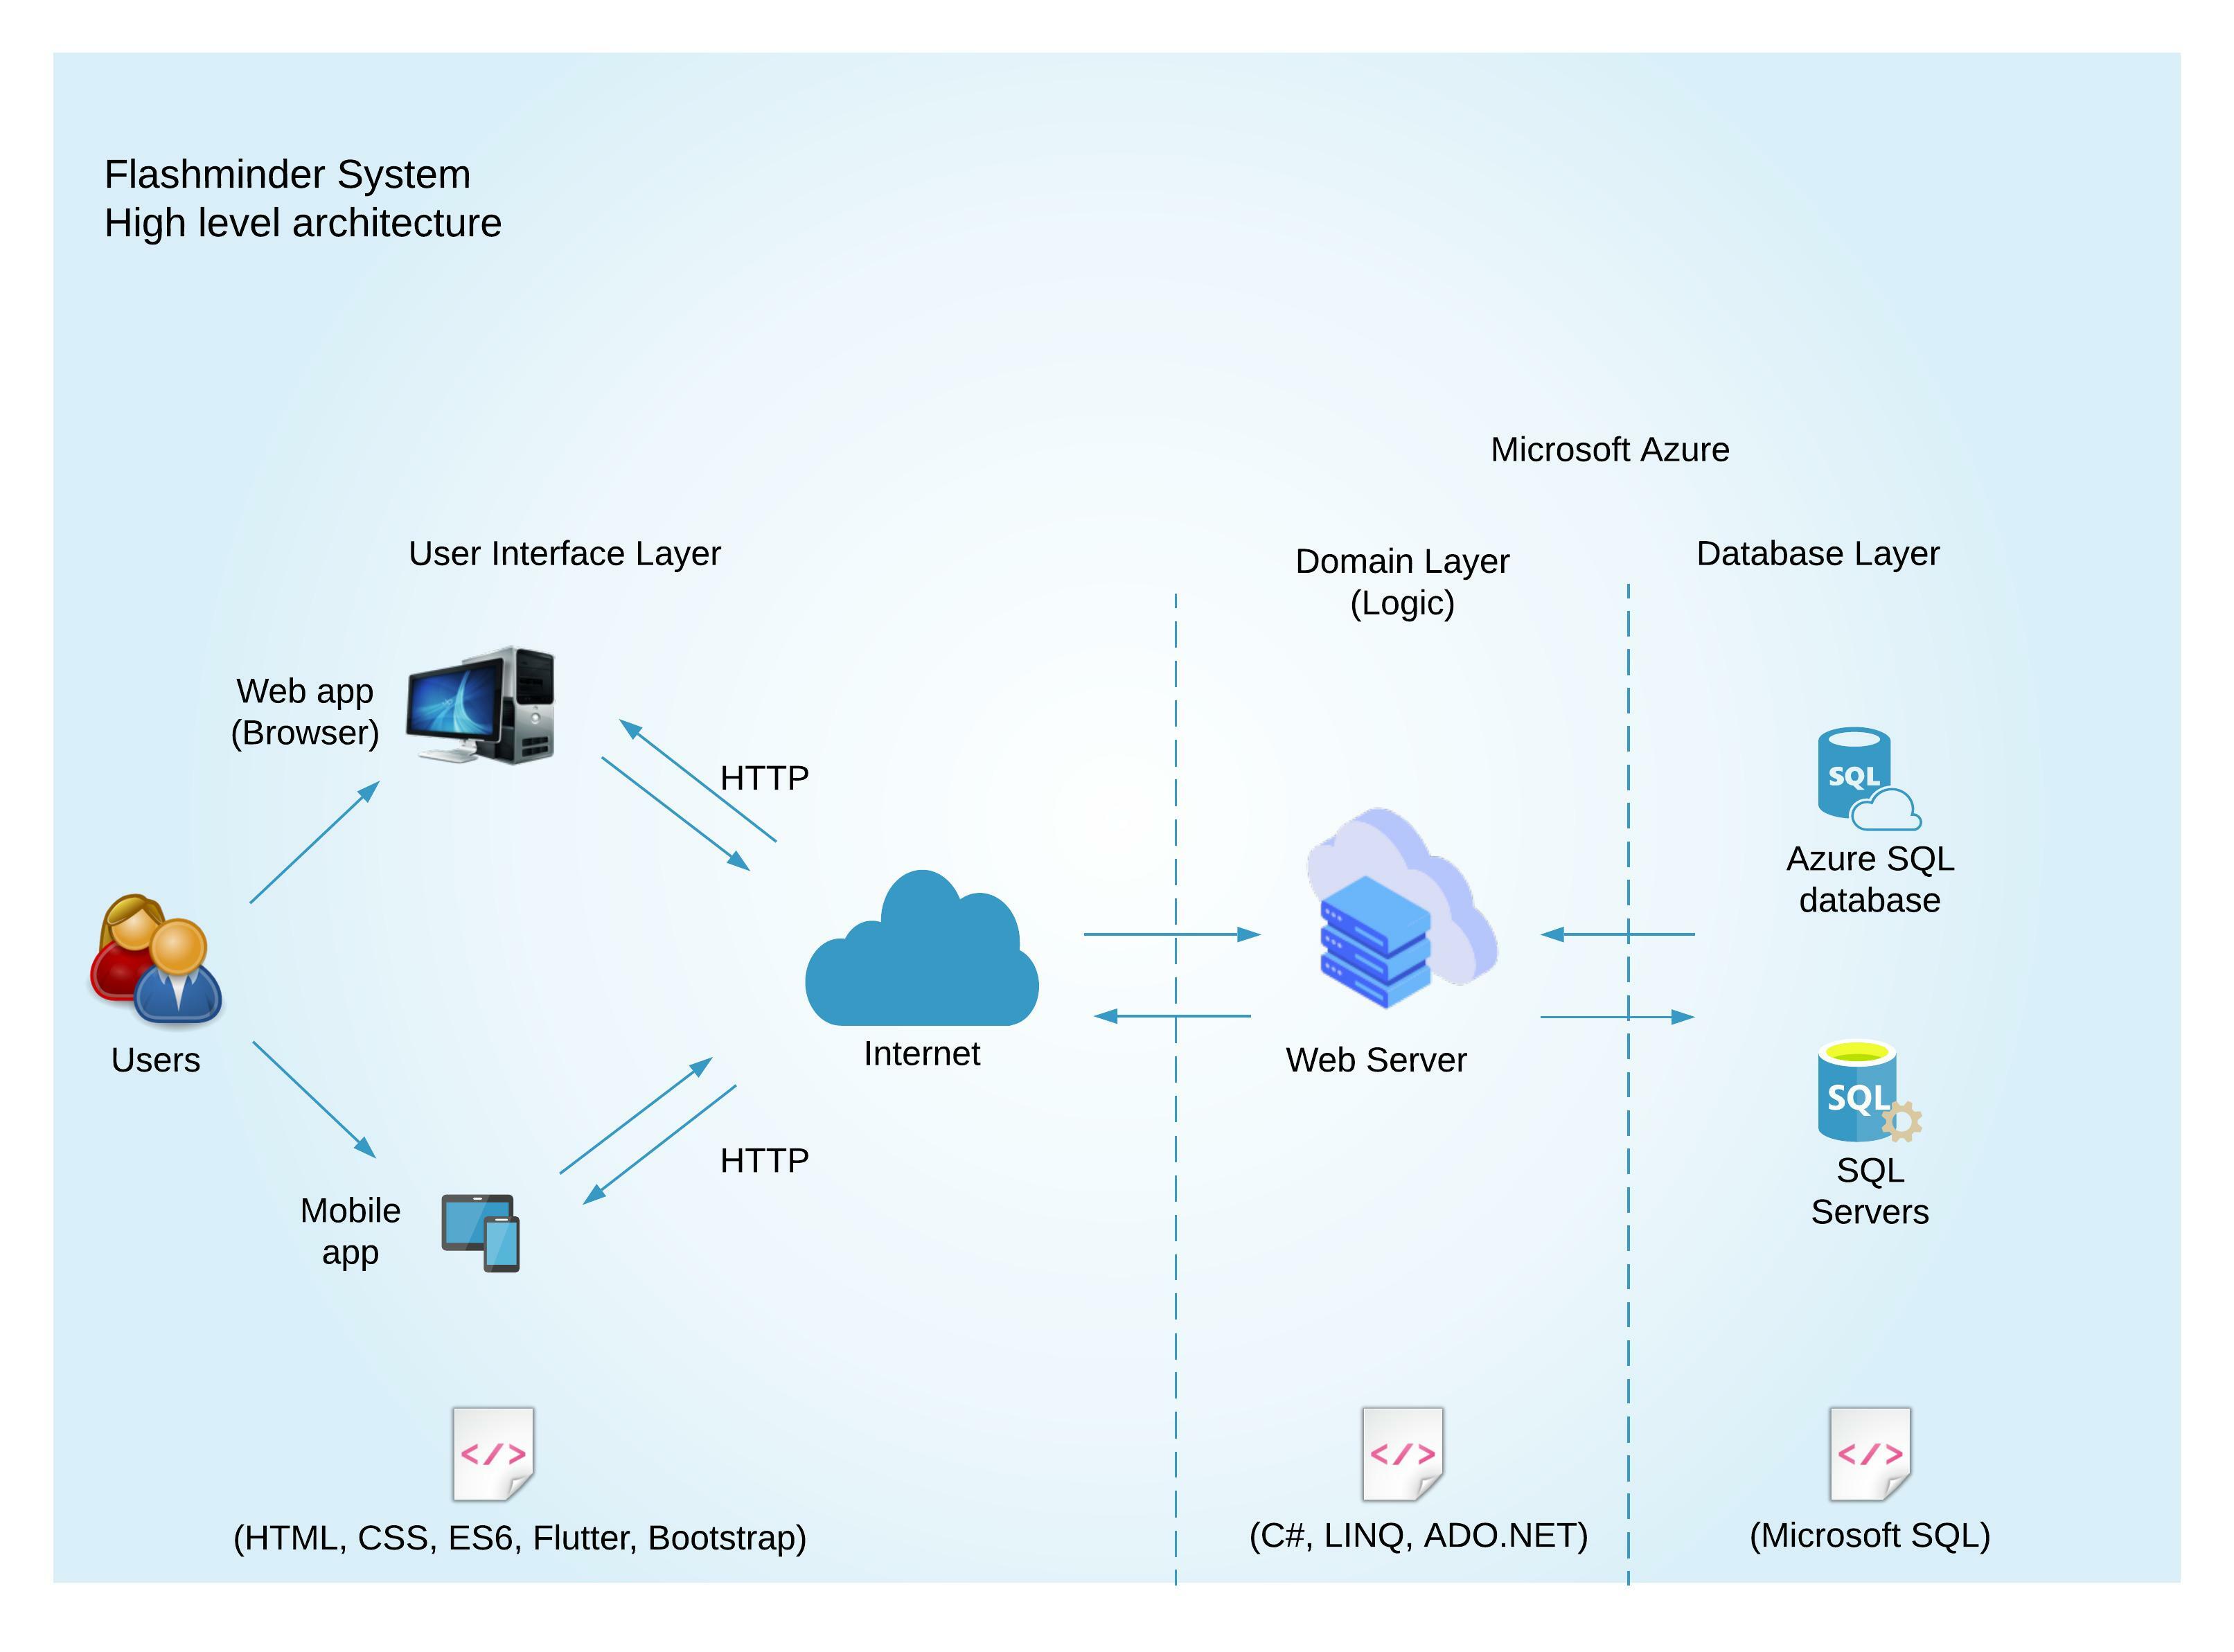 Flashminder System
High level architecture
Microsoft Azure
User Interface Layer
Domain Layer
(Logic)
Database Layer
Web app
(Browser)
HTTP
SQL
Azure SQL
database
Users
Internet
Web Server
SQL
SQL
Servers
HTTP
Mobile
app
</>
</>
</>
(HTML, CSS, ES6, Flutter, Bootstrap)
(C#, LINQ, ADO.NET)
(Microsoft SQL)